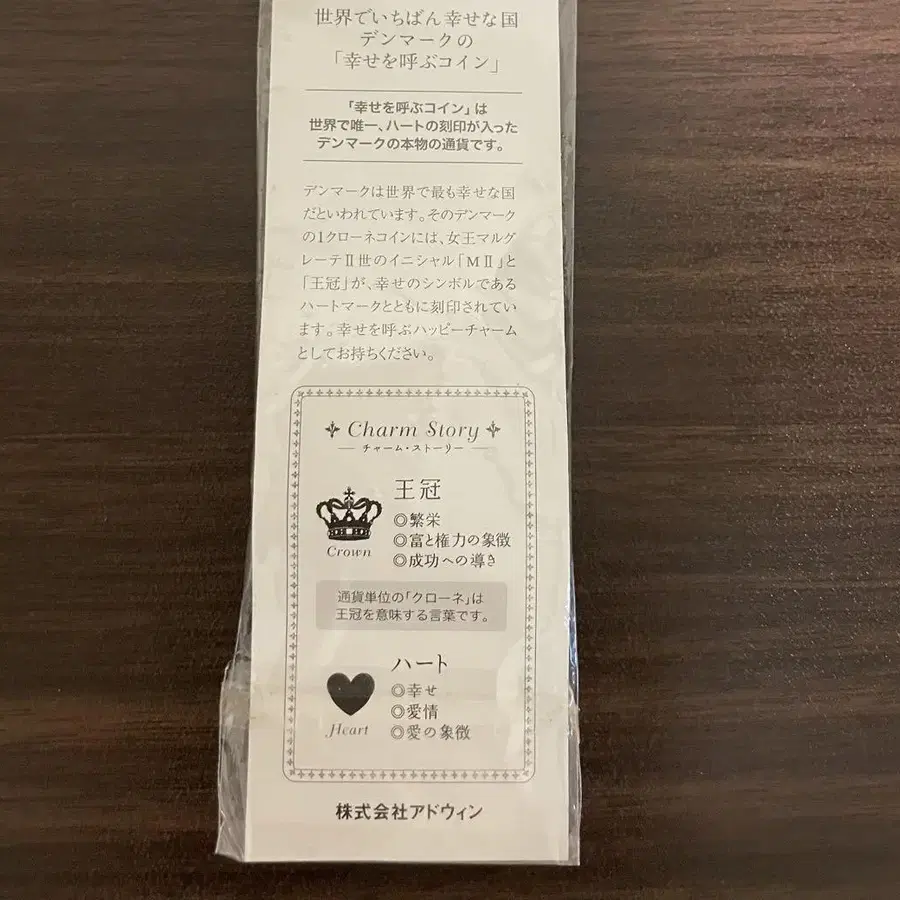 世界でいちばん幸せな国
デンマークの
「幸せを呼ぶコイン」
「幸せを呼ぶコイン」は
世界で唯一、ハートの刻印が入った
デンマークの本物の通貨です。
デンマークは世界で最も幸せな国
だといわれています。そのデンマーク
の1クローネコインには、女王マルグ
レーテⅡ世のイニシャル「MⅡ」と
「王冠」が、幸せのシンボルである
ハートマークとともに刻印されてい
ます。幸せを呼ぶハッピーチャーム
としてお持ちください。
Charm Story
チャーム・ストーリー
王冠
◎繁栄
◎富と権力の象徴
◎成功への導き
Crown
通貨単位の「クローネ」は
王冠を意味する言葉です。
ハート
◎幸せ
◎愛情
◎愛の象徴
Heart
株式会社アドウィン